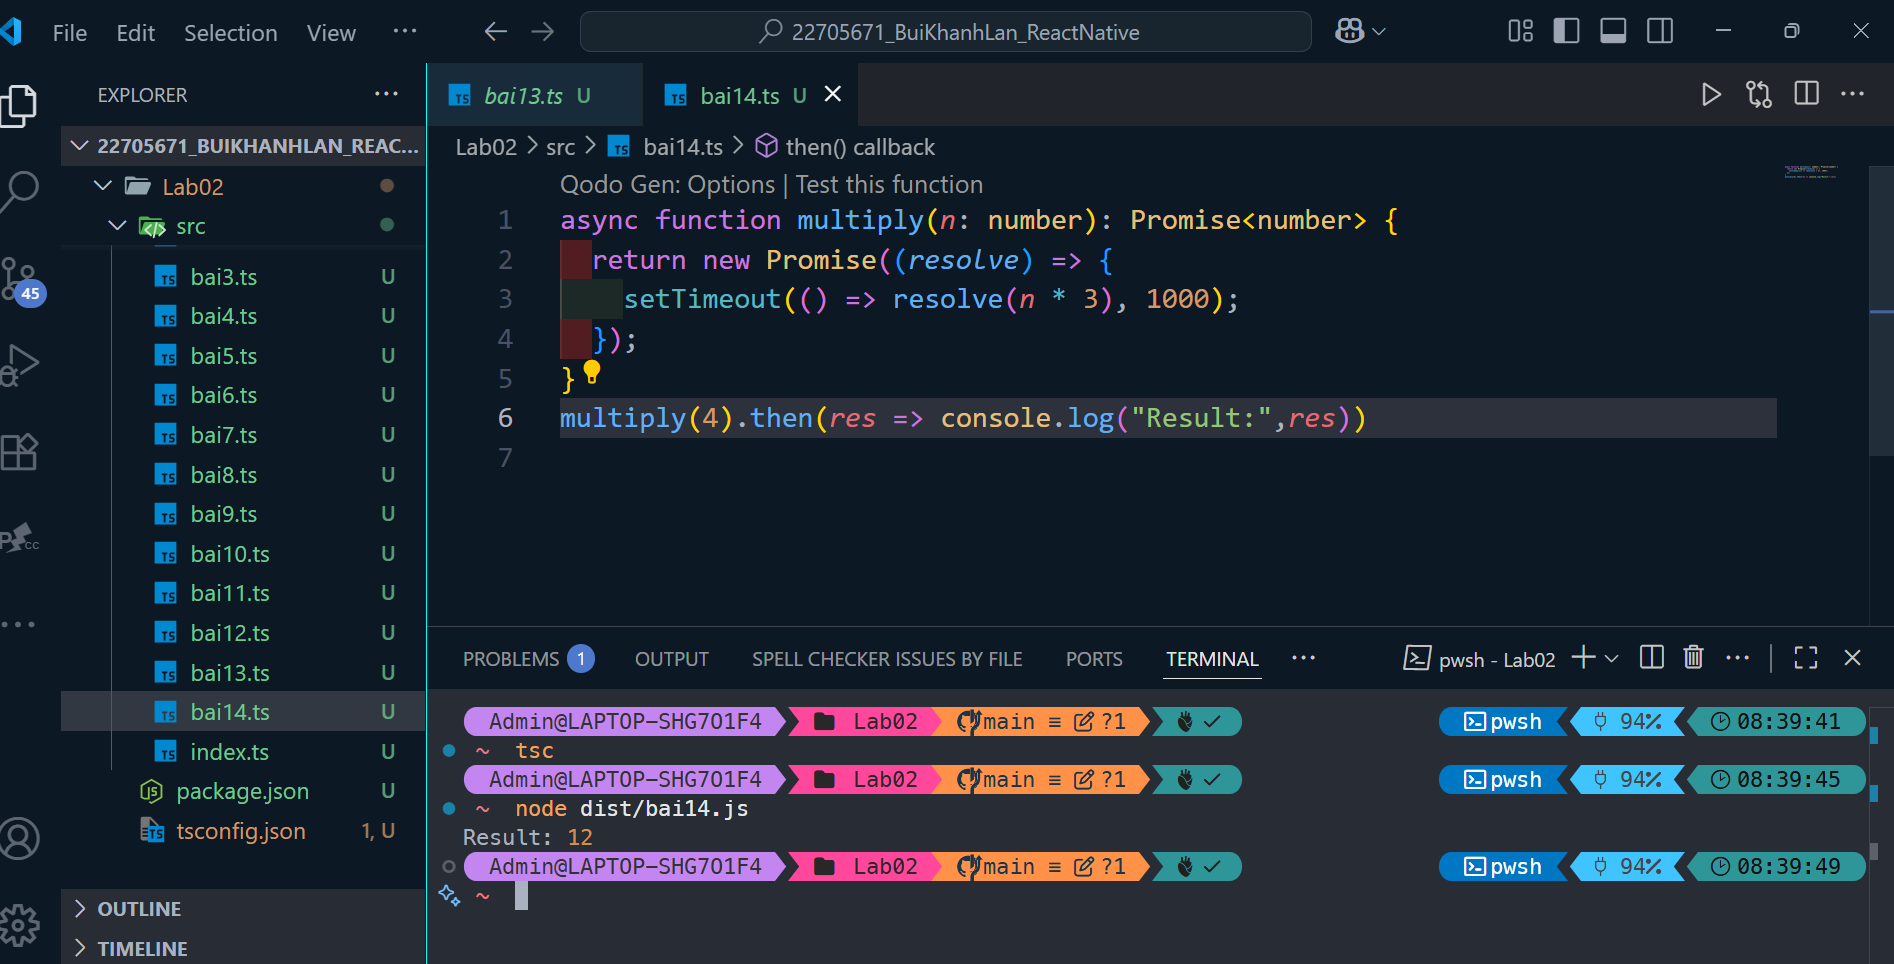 File Edit Selection View ··· 22705671_BuiKhanhLan_ReactNative
EXPLORER ···
22705671_BUIKHANHLAN_REAC...
Lab02
src
bai3.ts U
bai4.ts U
bai5.ts U
bai6.ts U
bai7.ts U
bai8.ts U
bai9.ts U
bai10.ts U
bai11.ts U
bai12.ts U
bai13.ts U
bai14.ts U
index.ts U
package.json U
tsconfig.json 1, U
OUTLINE
TIMELINE
45
TS bai13.ts U TS bai14.ts U
Lab02 > src > TS bai14.ts > then() callback
Qodo Gen: Options | Test this function
1 async function multiply(n: number): Promise<number> {
2 return new Promise((resolve) => {
3 setTimeout(() => resolve(n * 3), 1000);
4 });
5 }
6 multiply(4).then(res => console.log("Result:",res))
7
PROBLEMS 1 OUTPUT SPELL CHECKER ISSUES BY FILE PORTS TERMINAL ··· pwsh - Lab02
Admin@LAPTOP-SHG7O1F4 Lab02 main ≡ ?1 ✓ pwsh 94% 08:39:41
~ tsc
Admin@LAPTOP-SHG7O1F4 Lab02 main ≡ ?1 ✓ pwsh 94% 08:39:45
~ node dist/bai14.js
Result: 12
Admin@LAPTOP-SHG7O1F4 Lab02 main ≡ ?1 ✓ pwsh 94% 08:39:49
~